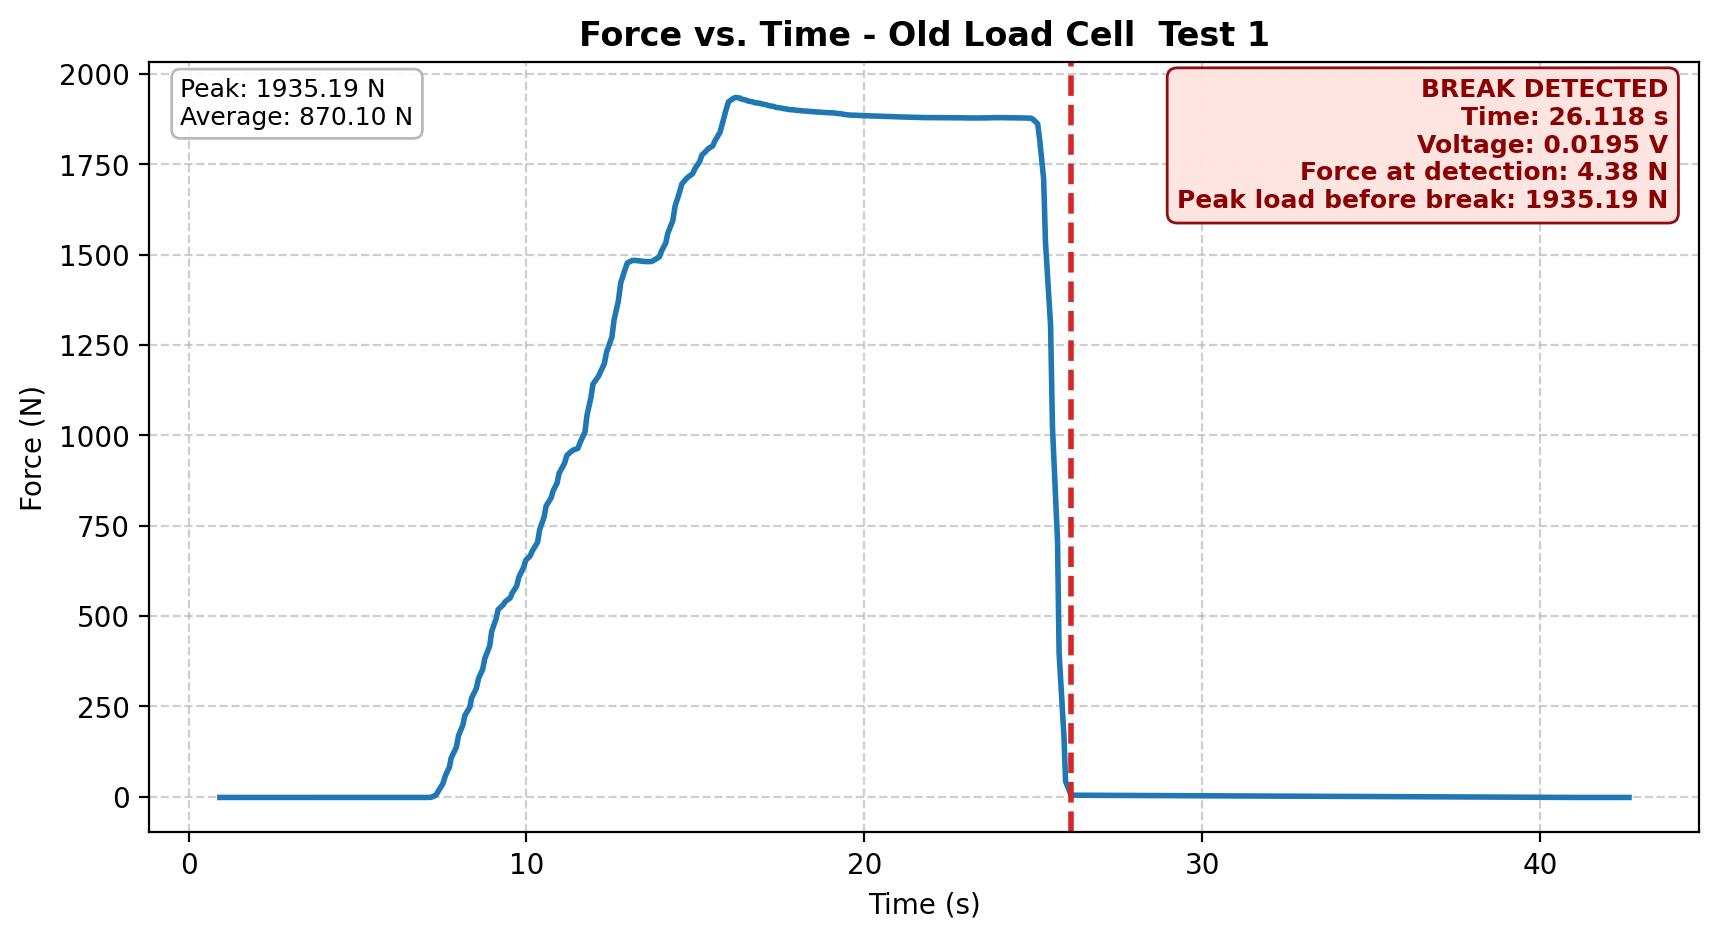 Force vs. Time - Old Load Cell  Test 1
Peak: 1935.19 N
Average: 870.10 N
BREAK DETECTED
Time: 26.118 s
Voltage: 0.0195 V
Force at detection: 4.38 N
Peak load before break: 1935.19 N
Force (N)
2000
1750
1500
1250
1000
750
500
250
0
0 10 20 30 40
Time (s)